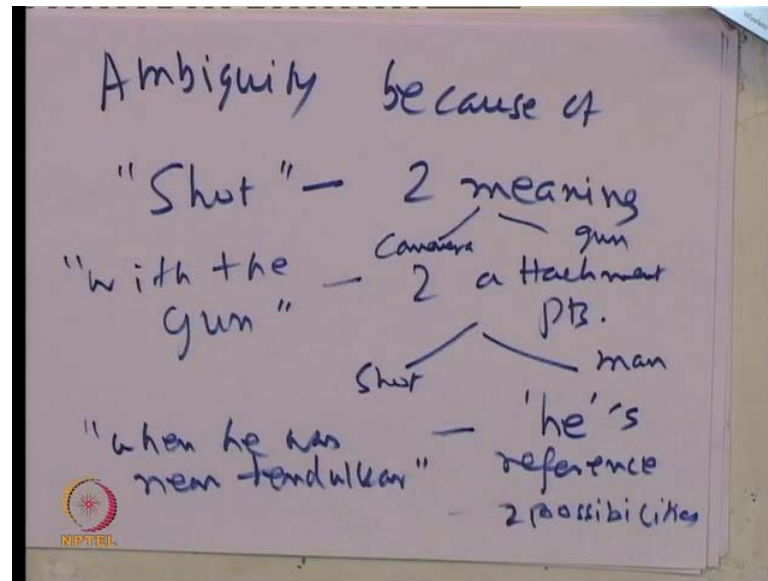 Ambiguity because of
"Shot" - 2 meaning
Camera gun
"with the gun" - 2 attachment pts.
Shot man
"when he was near tendulkar" - 'he's reference
- 2 possibilities
NPTEL